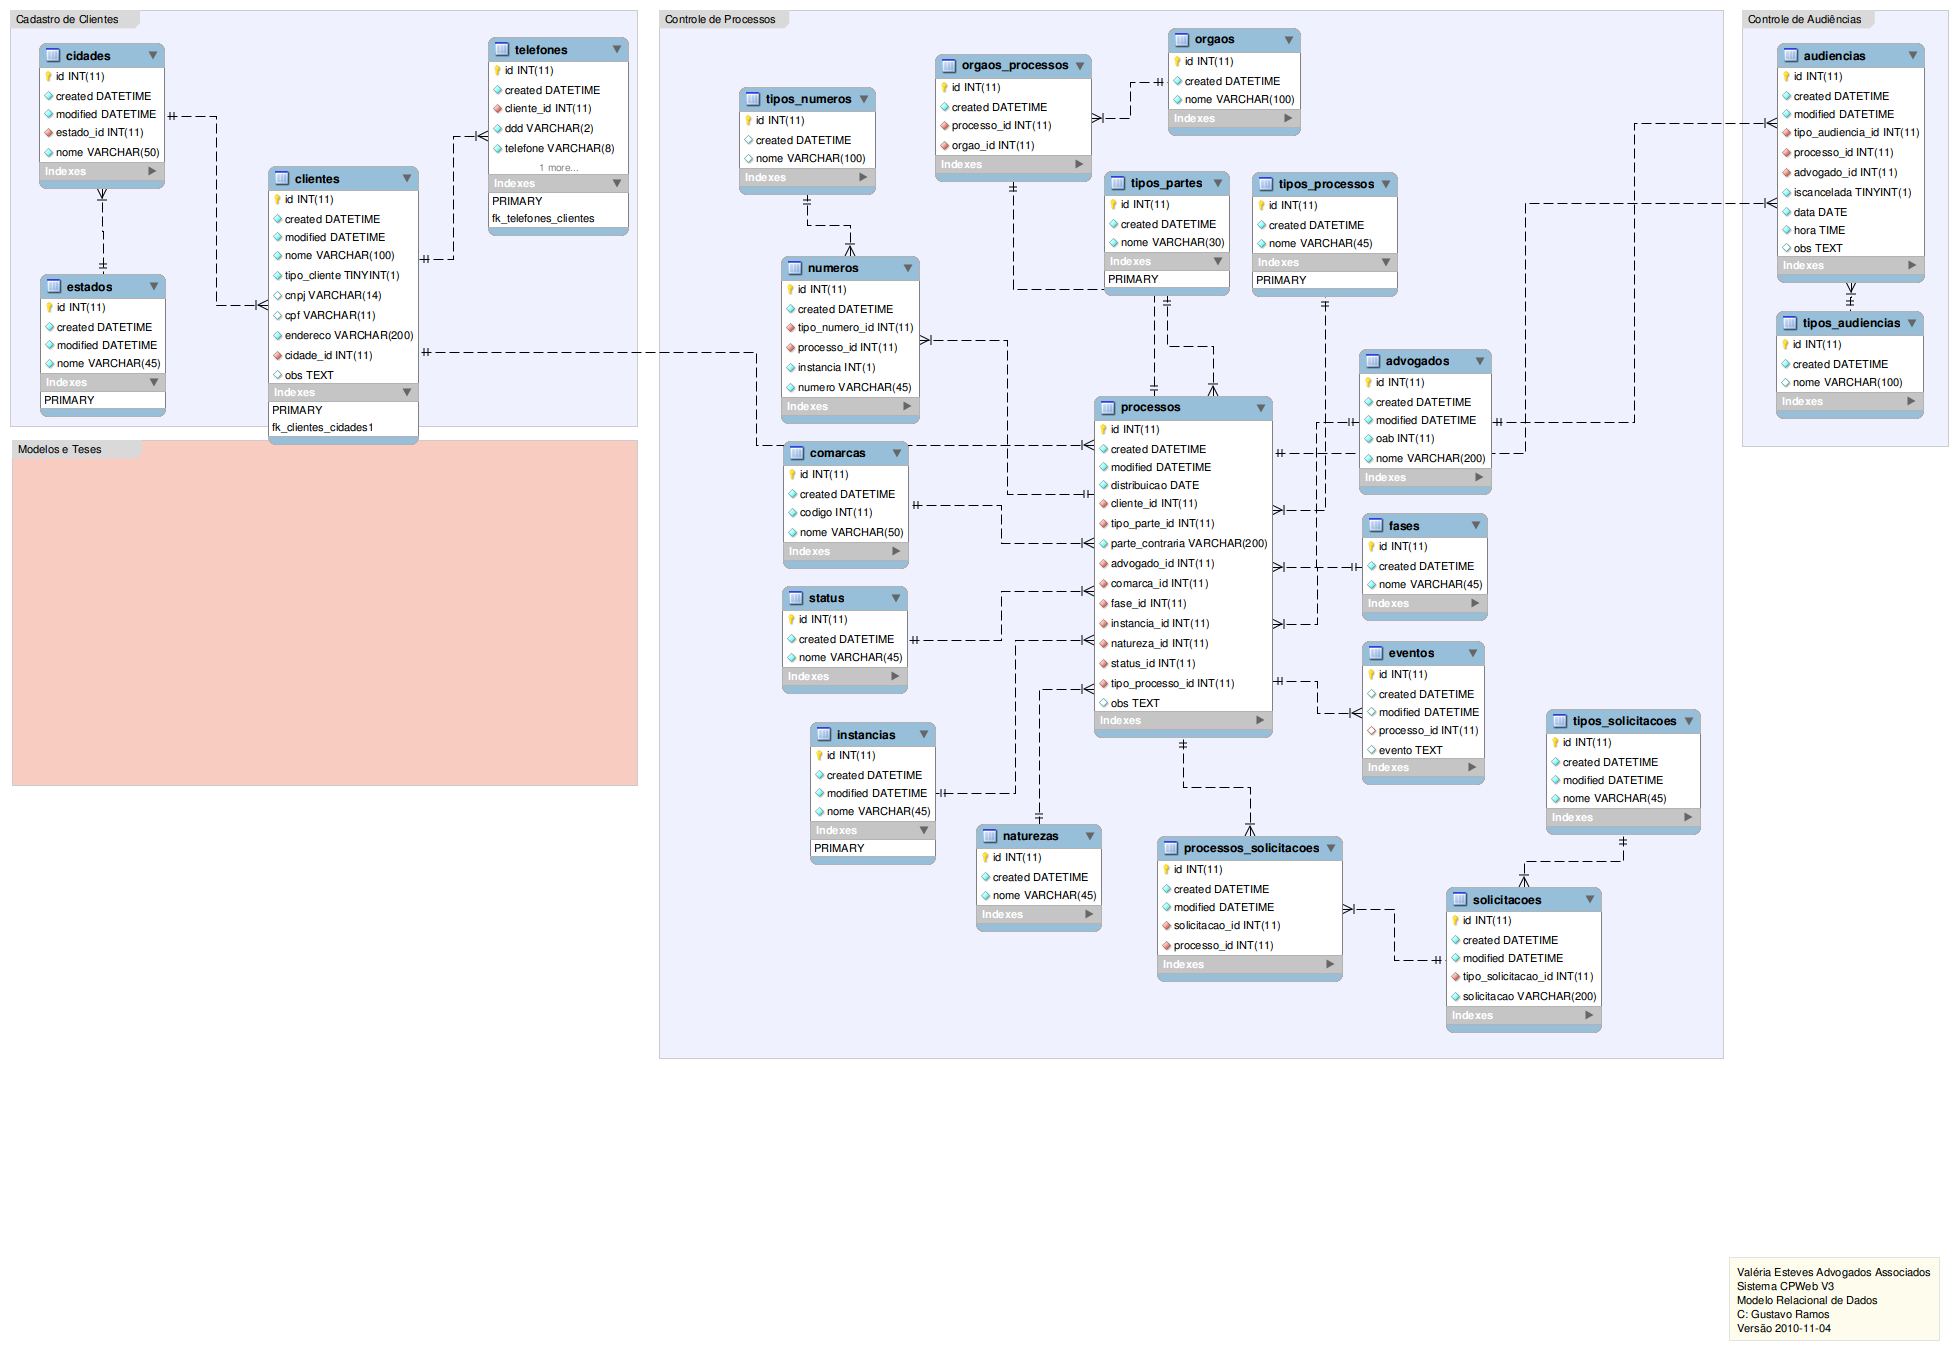 Cadastro de Clientes
cidades
id INT(11)
created DATETIME
modified DATETIME
estado_id INT(11)
nome VARCHAR(50)
Indexes
estados
id INT(11)
created DATETIME
modified DATETIME
nome VARCHAR(45)
Indexes
PRIMARY
clientes
id INT(11)
created DATETIME
modified DATETIME
nome VARCHAR(100)
tipo_cliente TINYINT(1)
cnpj VARCHAR(14)
cpf VARCHAR(11)
endereco VARCHAR(200)
cidade_id INT(11)
obs TEXT
Indexes
PRIMARY
fk_clientes_cidades1
telefones
id INT(11)
created DATETIME
cliente_id INT(11)
ddd VARCHAR(2)
telefone VARCHAR(8)
1 more...
Indexes
PRIMARY
fk_telefones_clientes
Modelos e Teses
Controle de Processos
tipos_numeros
id INT(11)
created DATETIME
nome VARCHAR(100)
Indexes
orgaos_processos
id INT(11)
created DATETIME
processo_id INT(11)
orgao_id INT(11)
Indexes
orgaos
id INT(11)
created DATETIME
nome VARCHAR(100)
Indexes
tipos_partes
id INT(11)
created DATETIME
nome VARCHAR(30)
Indexes
PRIMARY
tipos_processos
id INT(11)
created DATETIME
nome VARCHAR(45)
Indexes
PRIMARY
numeros
id INT(11)
created DATETIME
tipo_numero_id INT(11)
processo_id INT(11)
instancia INT(1)
numero VARCHAR(45)
Indexes
comarcas
id INT(11)
created DATETIME
codigo INT(11)
nome VARCHAR(50)
Indexes
status
id INT(11)
created DATETIME
nome VARCHAR(45)
Indexes
instancias
id INT(11)
created DATETIME
modified DATETIME
nome VARCHAR(45)
Indexes
PRIMARY
naturezas
id INT(11)
created DATETIME
nome VARCHAR(45)
Indexes
processos
id INT(11)
created DATETIME
modified DATETIME
distribuicao DATE
cliente_id INT(11)
tipo_parte_id INT(11)
parte_contraria VARCHAR(200)
advogado_id INT(11)
comarca_id INT(11)
fase_id INT(11)
instancia_id INT(11)
natureza_id INT(11)
status_id INT(11)
tipo_processo_id INT(11)
obs TEXT
Indexes
advogados
id INT(11)
created DATETIME
modified DATETIME
oab INT(11)
nome VARCHAR(200)
Indexes
fases
id INT(11)
created DATETIME
nome VARCHAR(45)
Indexes
eventos
id INT(11)
created DATETIME
modified DATETIME
processo_id INT(11)
evento TEXT
Indexes
processos_solicitacoes
id INT(11)
created DATETIME
modified DATETIME
solicitacao_id INT(11)
processo_id INT(11)
Indexes
tipos_solicitacoes
id INT(11)
created DATETIME
modified DATETIME
nome VARCHAR(45)
Indexes
solicitacoes
id INT(11)
created DATETIME
modified DATETIME
tipo_solicitacao_id INT(11)
solicitacao VARCHAR(200)
Indexes
Controle de Audiências
audiencias
id INT(11)
created DATETIME
modified DATETIME
tipo_audiencia_id INT(11)
processo_id INT(11)
advogado_id INT(11)
iscancelada TINYINT(1)
data DATE
hora TIME
obs TEXT
Indexes
tipos_audiencias
id INT(11)
created DATETIME
nome VARCHAR(100)
Indexes
Valéria Esteves Advogados Associados
Sistema CPWeb V3
Modelo Relacional de Dados
C: Gustavo Ramos
Versão 2010-11-04